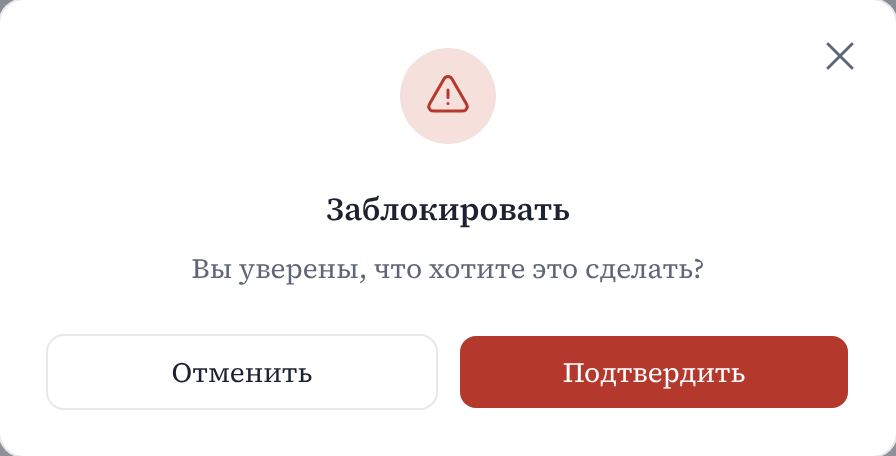 Заблокировать
Вы уверены, что хотите это сделать?
Отменить
Подтвердить